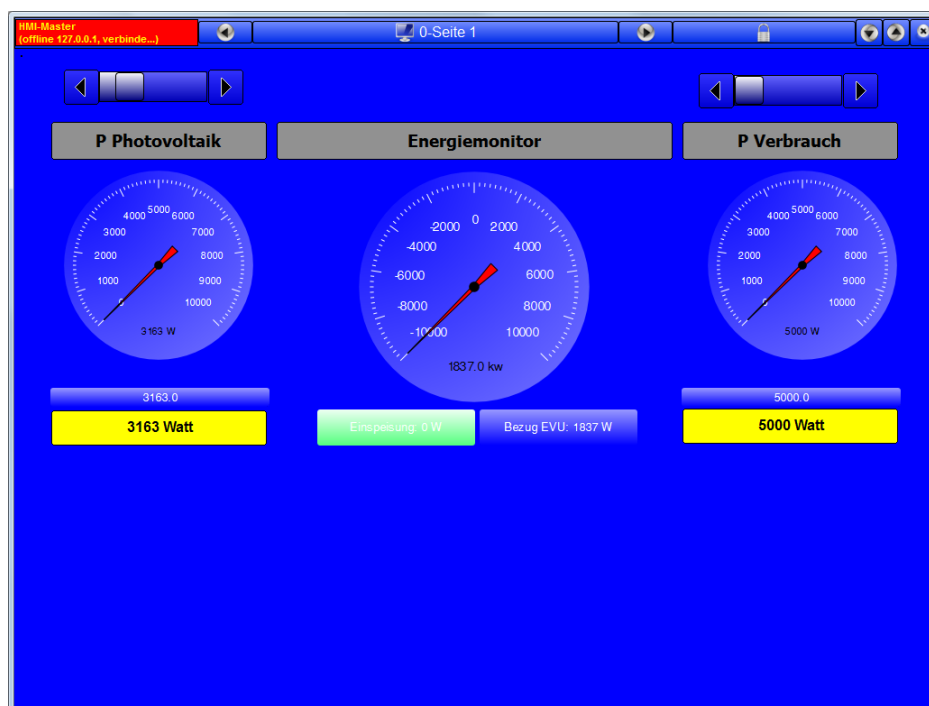 HMI-Master
(offline 127.0.0.1, verbinde...)
0-Seite 1
P Photovoltaik
Energiemonitor
P Verbrauch
0
1000
2000
3000
4000
5000
6000
7000
8000
9000
10000
3163 W
-10000
-8000
-6000
-4000
-2000
0
2000
4000
6000
8000
10000
1837.0 kw
0
1000
2000
3000
4000
5000
6000
7000
8000
9000
10000
5000 W
3163.0
5000.0
3163 Watt
Einspeisung: 0 W
Bezug EVU: 1837 W
5000 Watt